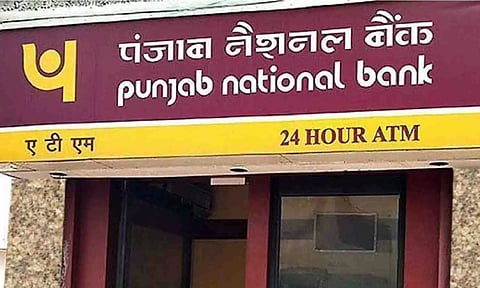 पंजाब नैशनल बैंक
punjab national bank
ए टी एम 24 HOUR ATM